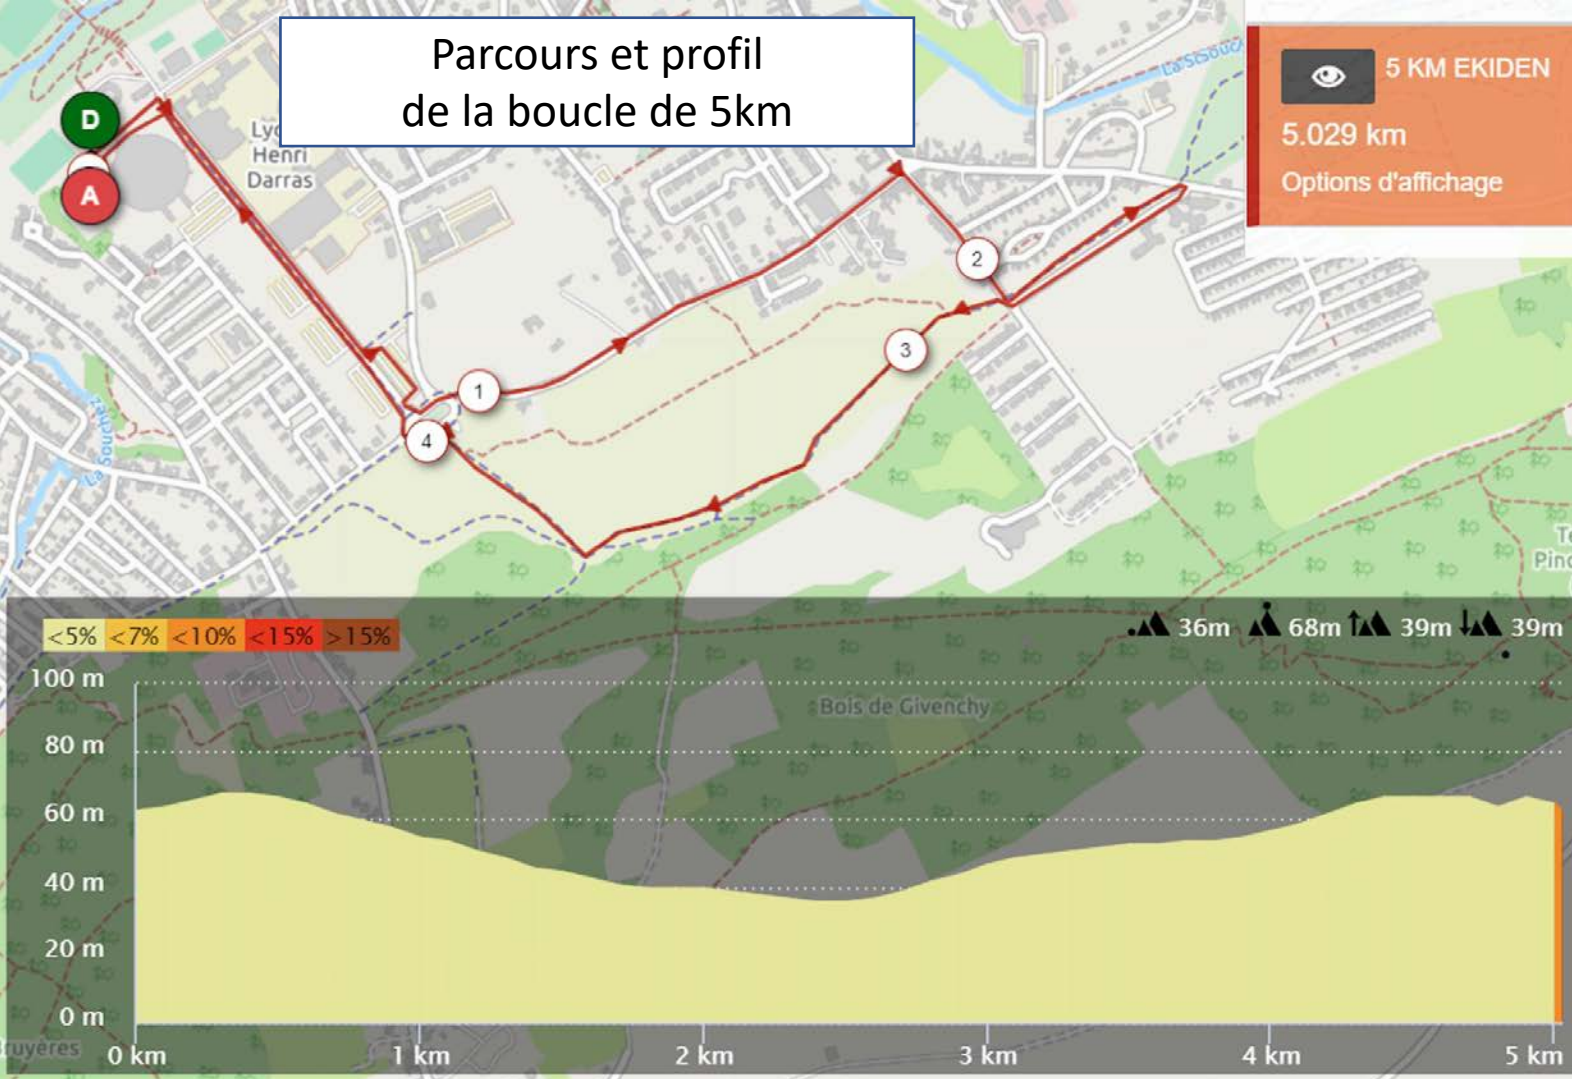 Parcours et profil
de la boucle de 5km
5 KM EKIDEN
5.029 km
Options d'affichage
La Souchez
D
A
Henri
Darras
1
2
3
4
La Souchez
<5% <7% <10% <15% >15%
36m 68m 39m 39m
100 m
80 m
60 m
40 m
20 m
0 m
Bois de Givenchy
0 km 1 km 2 km 3 km 4 km 5 km